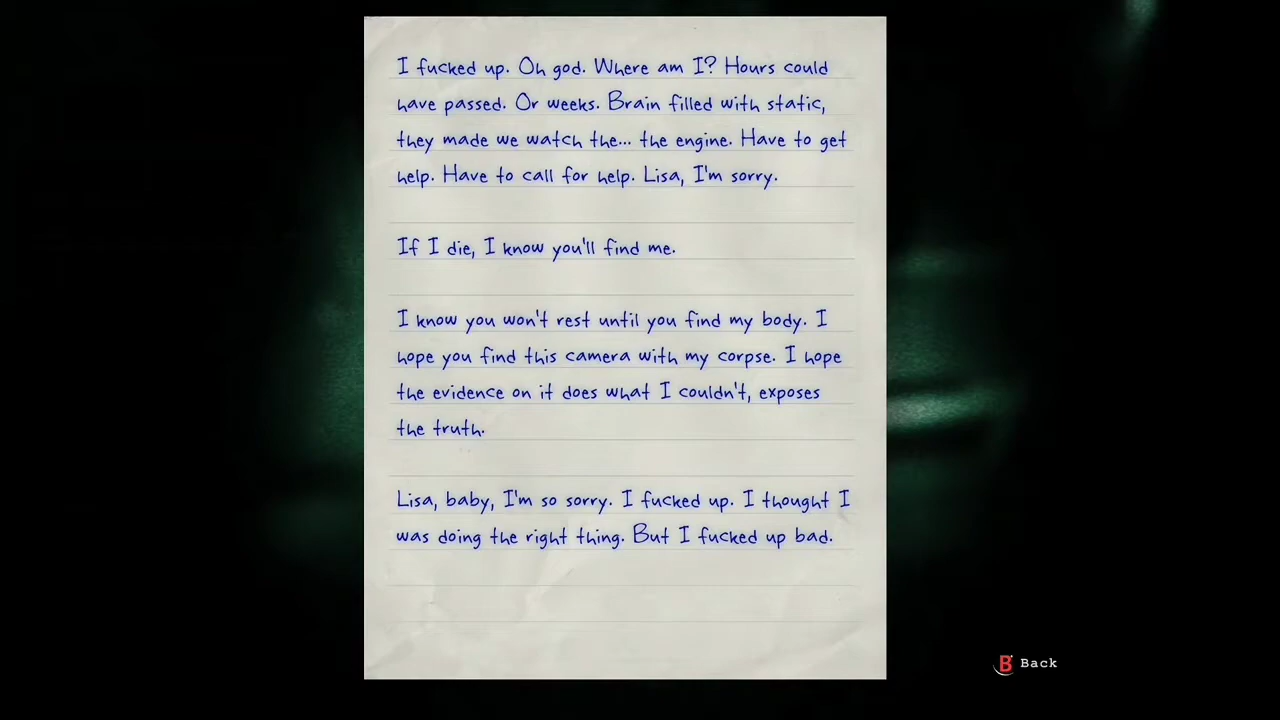 I fucked up. Oh god. Where am I? Hours could
have passed. Or weeks. Brain filled with static,
they made we watch the... the engine. Have to get
help. Have to call for help. Lisa, I'm sorry.
If I die, I know you'll find me.
I know you won't rest until you find my body. I
hope you find this camera with my corpse. I hope
the evidence on it does what I couldn't, exposes
the truth.
Lisa, baby, I'm so sorry. I fucked up. I thought I
was doing the right thing. But I fucked up bad.
B Back